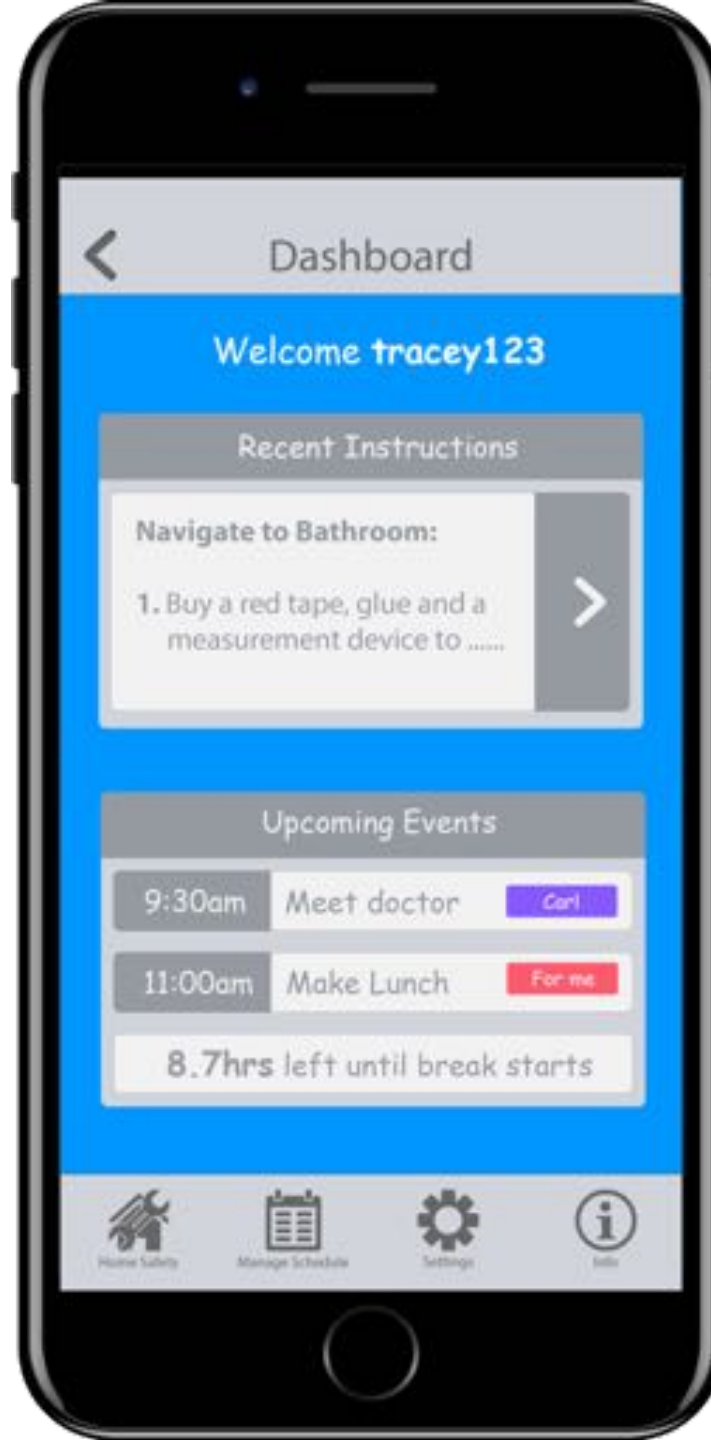 Dashboard
Welcome tracey123
Recent Instructions
Navigate to Bathroom:
1. Buy a red tape, glue and a
measurement device to ......
Upcoming Events
9:30am Meet doctor Carl
11:00am Make Lunch For me
8.7hrs left until break starts
Home Safety Manage Schedule Settings Info